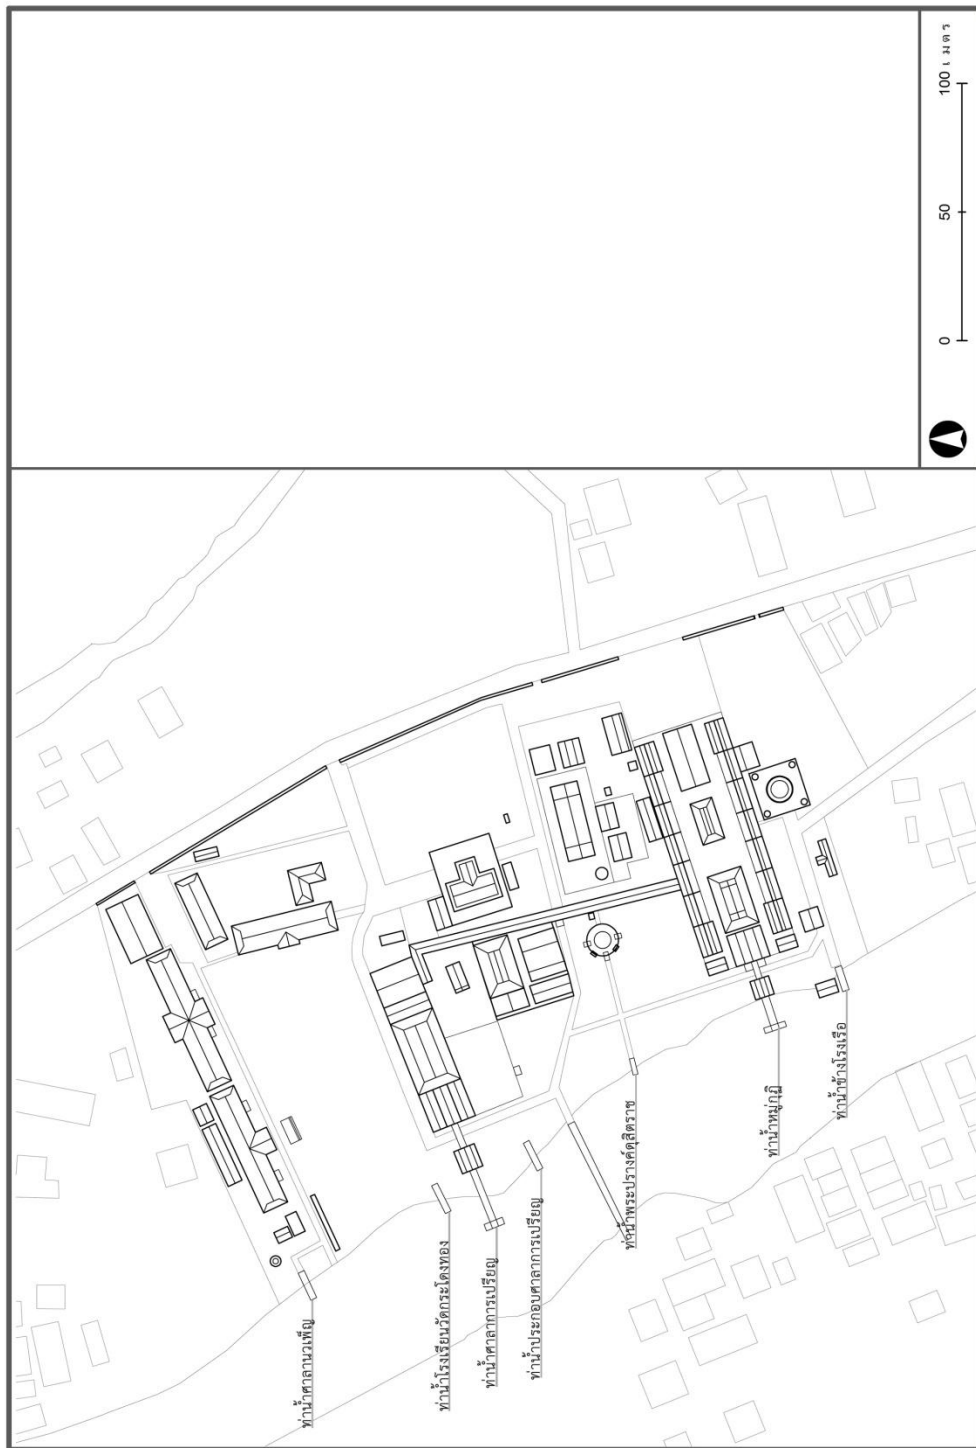 ท่าน้ำศาลานวเพ็ญ
ท่าน้ำโรงเรียนวัดกระโดงทอง
ท่าน้ำศาลาการเปรียญ
ท่าน้ำประกอบศาลาการเปรียญ
ท่าน้ำพระปรางค์ดุสิตราช
ท่าน้ำหมู่กุฏิ
ท่าน้ำข้างโรงเรือ
0 50 100 เมตร